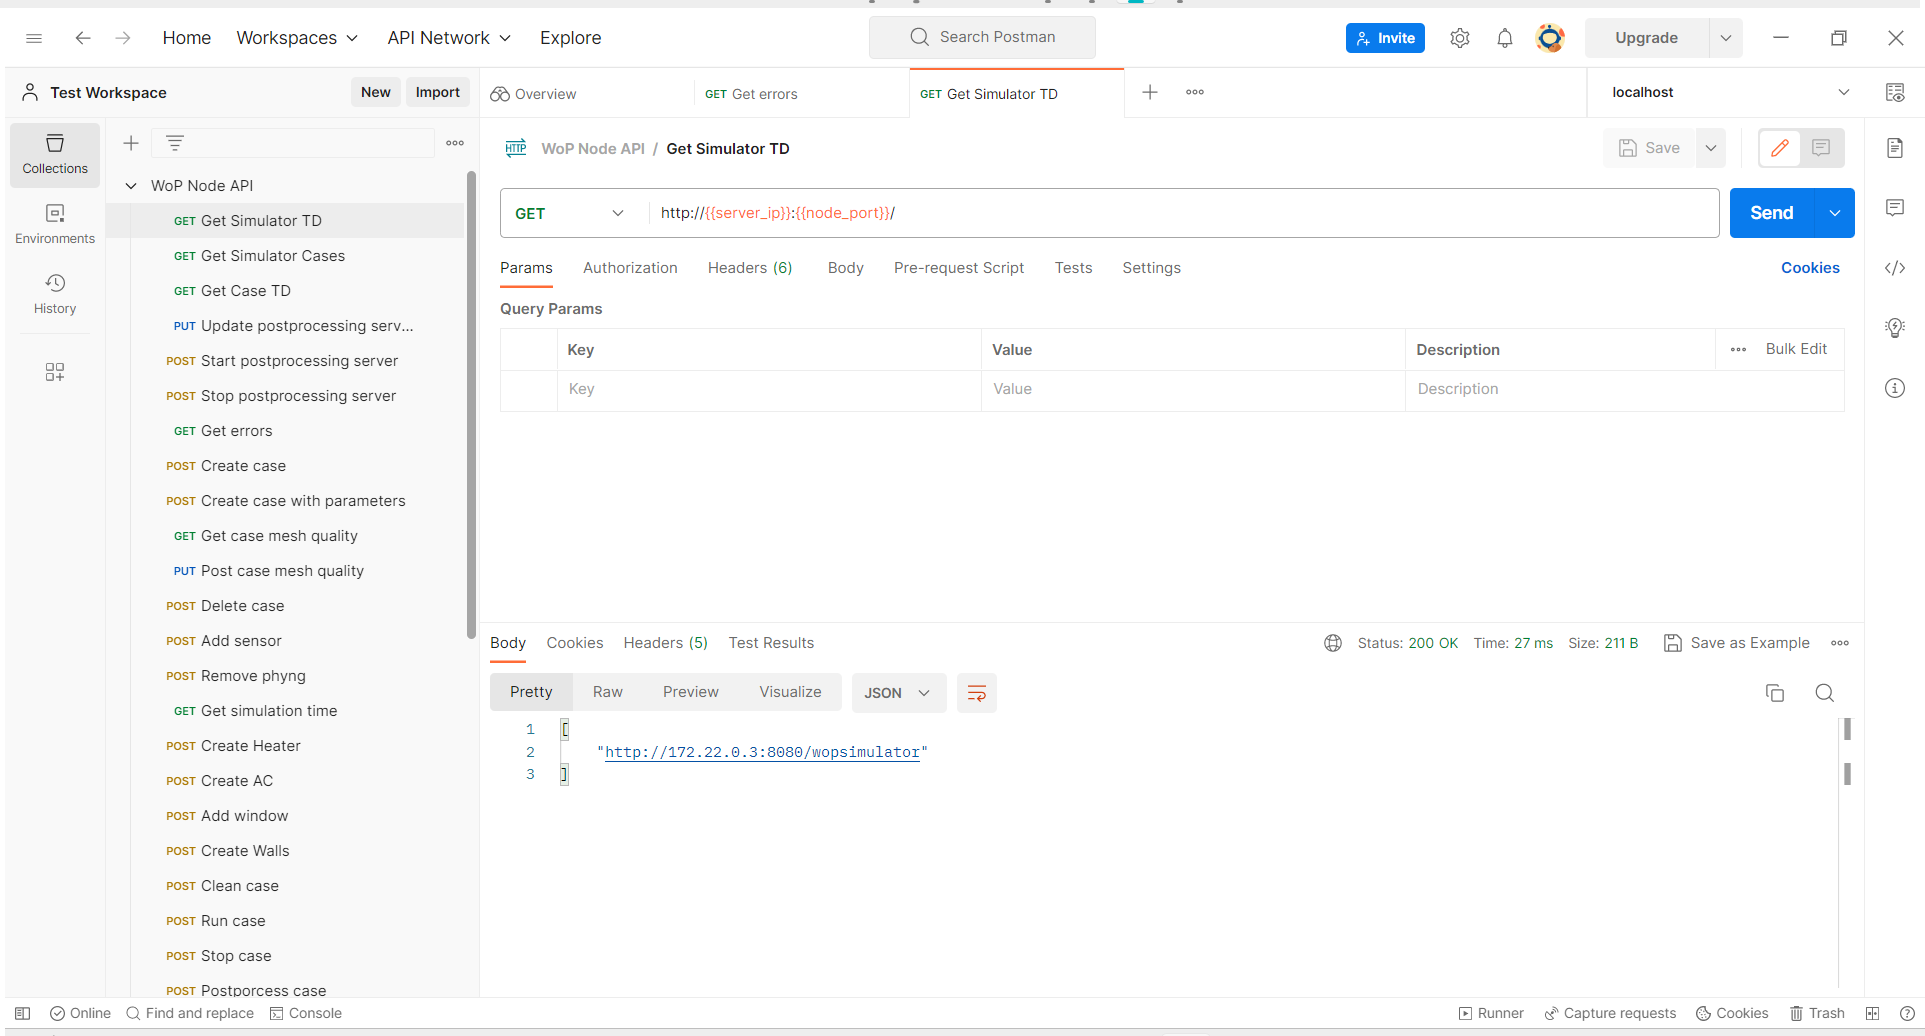 Home Workspaces API Network Explore Search Postman Invite Upgrade
Test Workspace New Import Overview GET Get errors GET Get Simulator TD localhost
Collections
Environments
History
WoP Node API
GET Get Simulator TD
GET Get Simulator Cases
GET Get Case TD
PUT Update postprocessing serv...
POST Start postprocessing server
POST Stop postprocessing server
GET Get errors
POST Create case
POST Create case with parameters
GET Get case mesh quality
PUT Post case mesh quality
POST Delete case
POST Add sensor
POST Remove phyng
GET Get simulation time
POST Create Heater
POST Create AC
POST Add window
POST Create Walls
POST Clean case
POST Run case
POST Stop case
POST Postporcess case
HTTP WoP Node API / Get Simulator TD Save
GET http://{{server_ip}}:{{node_port}}/ Send
Params Authorization Headers (6) Body Pre-request Script Tests Settings Cookies
Query Params
Key Value Description Bulk Edit
Key Value Description
Body Cookies Headers (5) Test Results Status: 200 OK Time: 27 ms Size: 211 B Save as Example
Pretty Raw Preview Visualize JSON
1 [
2 "http://172.22.0.3:8080/wopsimulator"
3 ]
Online Find and replace Console Runner Capture requests Cookies Trash